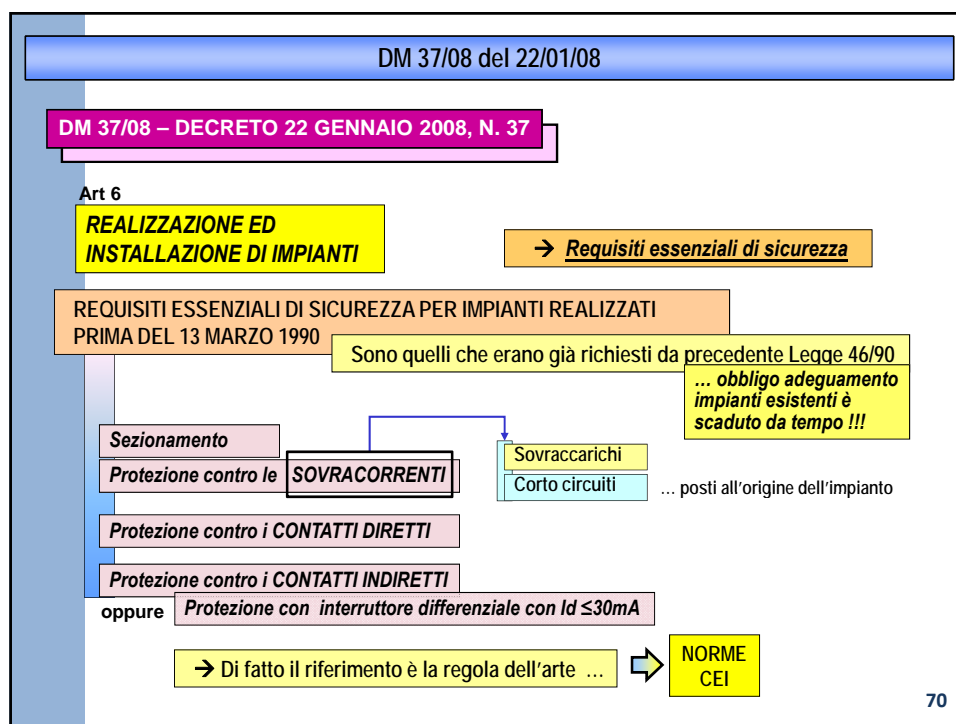 DM 37/08 del 22/01/08
DM 37/08 – DECRETO 22 GENNAIO 2008, N. 37
Art 6
REALIZZAZIONE ED
INSTALLAZIONE DI IMPIANTI
→ Requisiti essenziali di sicurezza
REQUISITI ESSENZIALI DI SICUREZZA PER IMPIANTI REALIZZATI
PRIMA DEL 13 MARZO 1990
Sono quelli che erano già richiesti da precedente Legge 46/90
... obbligo adeguamento
impianti esistenti è
scaduto da tempo !!!
Sezionamento
Protezione contro le SOVRACORRENTI
Sovraccarichi
Corto circuiti
... posti all'origine dell'impianto
Protezione contro i CONTATTI DIRETTI
Protezione contro i CONTATTI INDIRETTI
oppure
Protezione con interruttore differenziale con Id ≤30mA
→ Di fatto il riferimento è la regola dell'arte ...
NORME
CEI
70